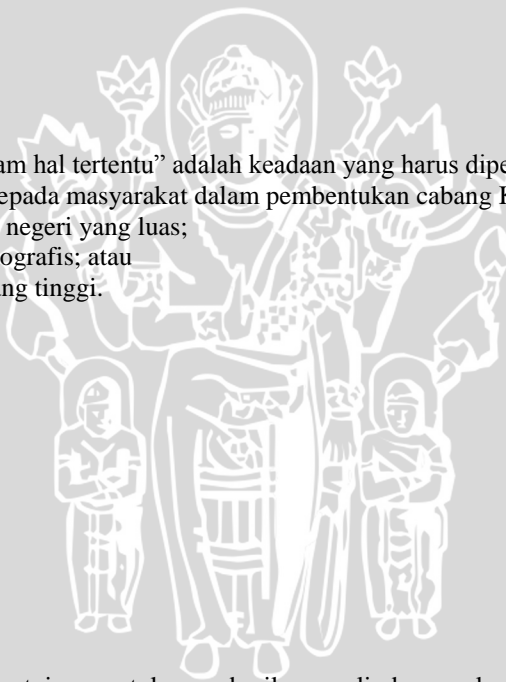 am hal tertentu” adalah keadaan yang harus dipe
epada masyarakat dalam pembentukan cabang
negeri yang luas;
ografis; atau
ng tinggi.